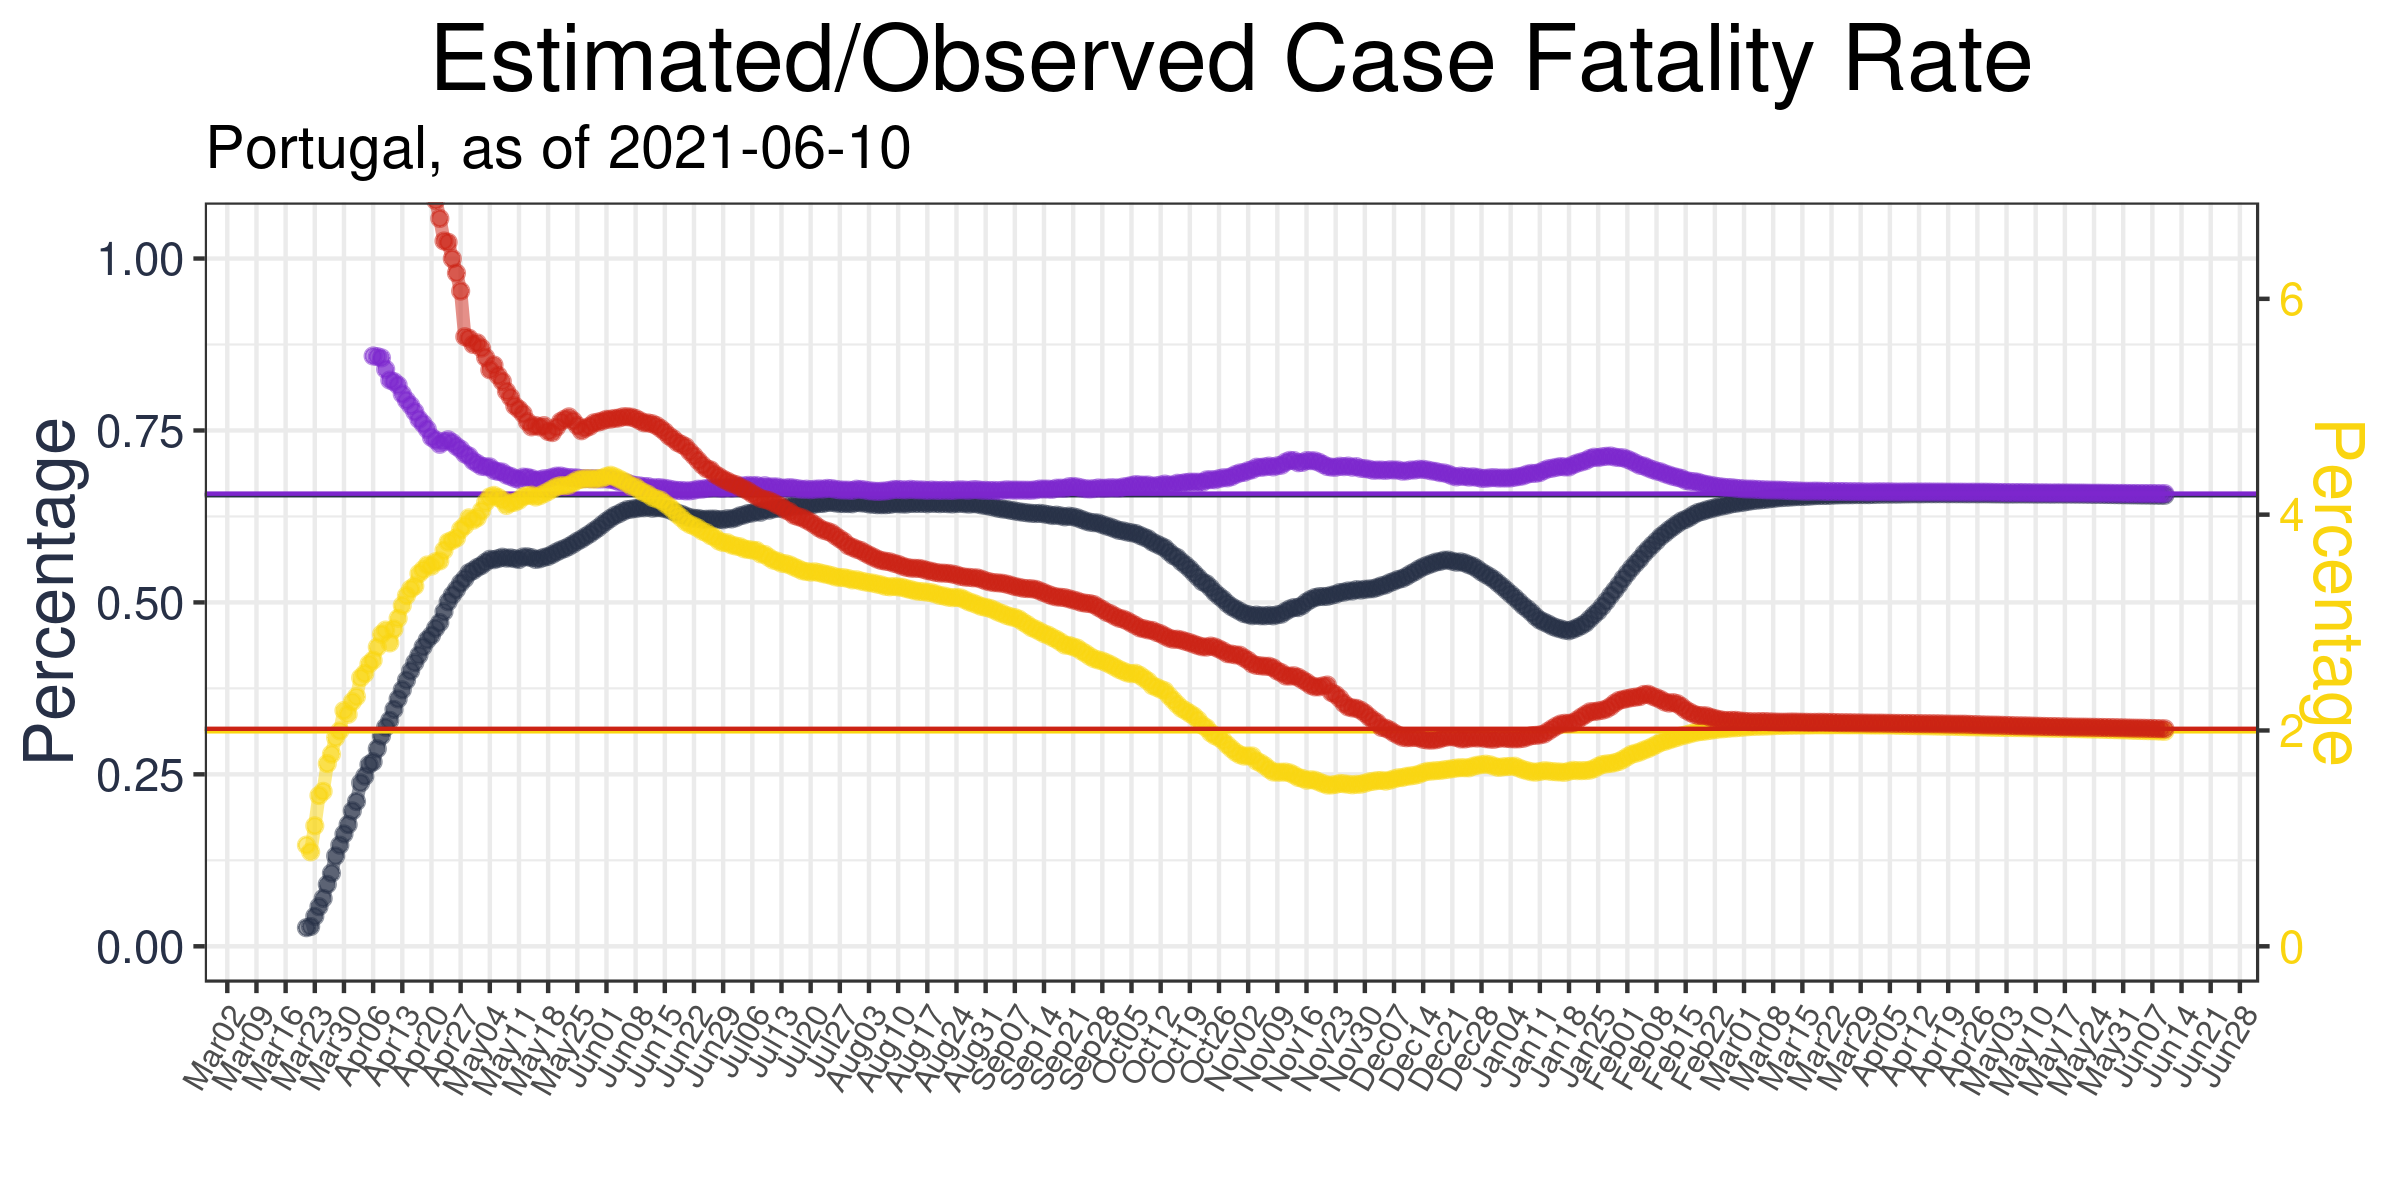 Estimated/Observed Case Fatality Rate
Portugal, as of 2021-06-10
Percentage
1.00
0.75
0.50
0.25
0.00
6
4
2
0
Percentage
Mar02
Mar09
Mar16
Mar23
Mar30
Apr06
Apr13
Apr20
Apr27
May04
May11
May18
May25
Jun01
Jun08
Jun15
Jun22
Jun29
Jul06
Jul13
Jul20
Jul27
Aug03
Aug10
Aug17
Aug24
Aug31
Sep07
Sep14
Sep21
Sep28
Oct05
Oct12
Oct19
Oct26
Nov02
Nov09
Nov16
Nov23
Nov30
Dec07
Dec14
Dec21
Dec28
Jan04
Jan11
Jan18
Jan25
Feb01
Feb08
Feb15
Feb22
Mar01
Mar08
Mar15
Mar22
Mar29
Apr05
Apr12
Apr19
Apr26
May03
May10
May17
May24
May31
Jun07
Jun14
Jun21
Jun28